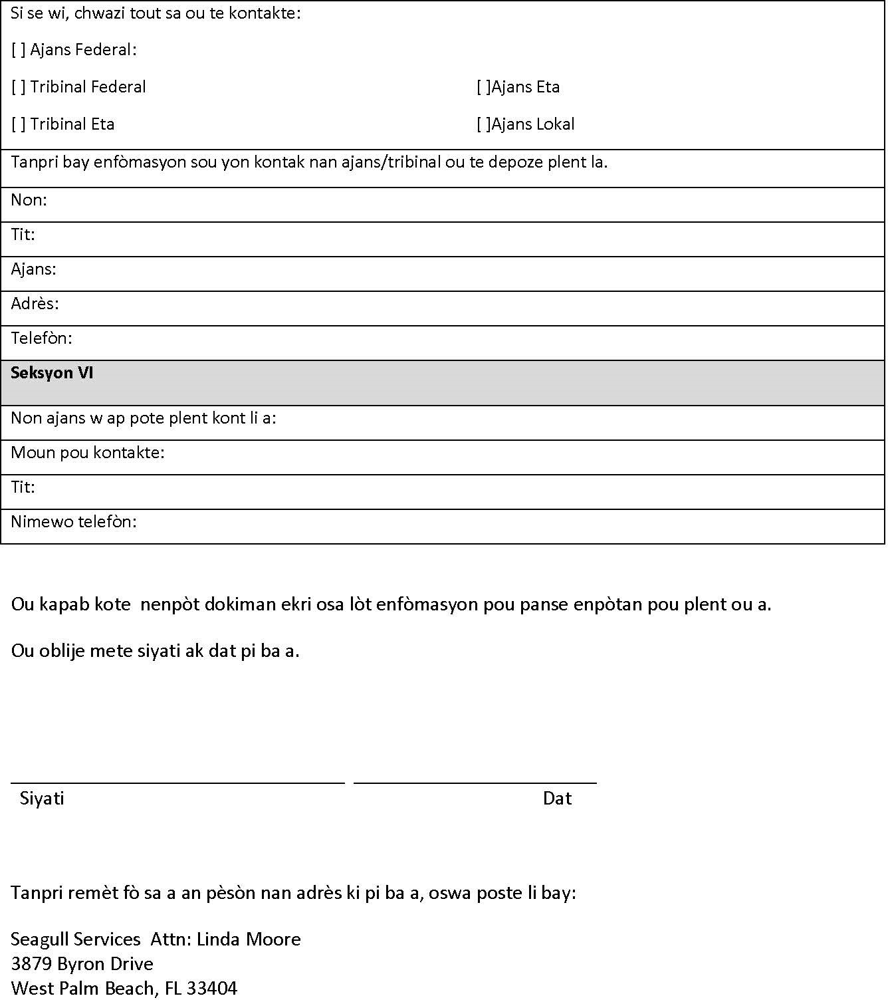 Si se wi, chwazi tout sa ou te kontakte:
[ ] Ajans Federal:
[ ] Tribinal Federal [ ]Ajans Eta
[ ] Tribinal Eta [ ]Ajans Lokal
Tanpri bay enfòmasyon sou yon kontak nan ajans/tribinal ou te depoze plent la.
Non:
Tit:
Ajans:
Adrès:
Telefòn:
Seksyon VI
Non ajans w ap pote plent kont li a:
Moun pou kontakte:
Tit:
Nimewo telefòn:
Ou kapab kote  nenpòt dokiman ekri osa lòt enfòmasyon pou panse enpòtan pou plent ou a.
Ou oblije mete siyati ak dat pi ba a.
Siyati Dat
Tanpri remèt fò sa a an pèsòn nan adrès ki pi ba a, oswa poste li bay:
Seagull Services  Attn: Linda Moore
3879 Byron Drive
West Palm Beach, FL 33404